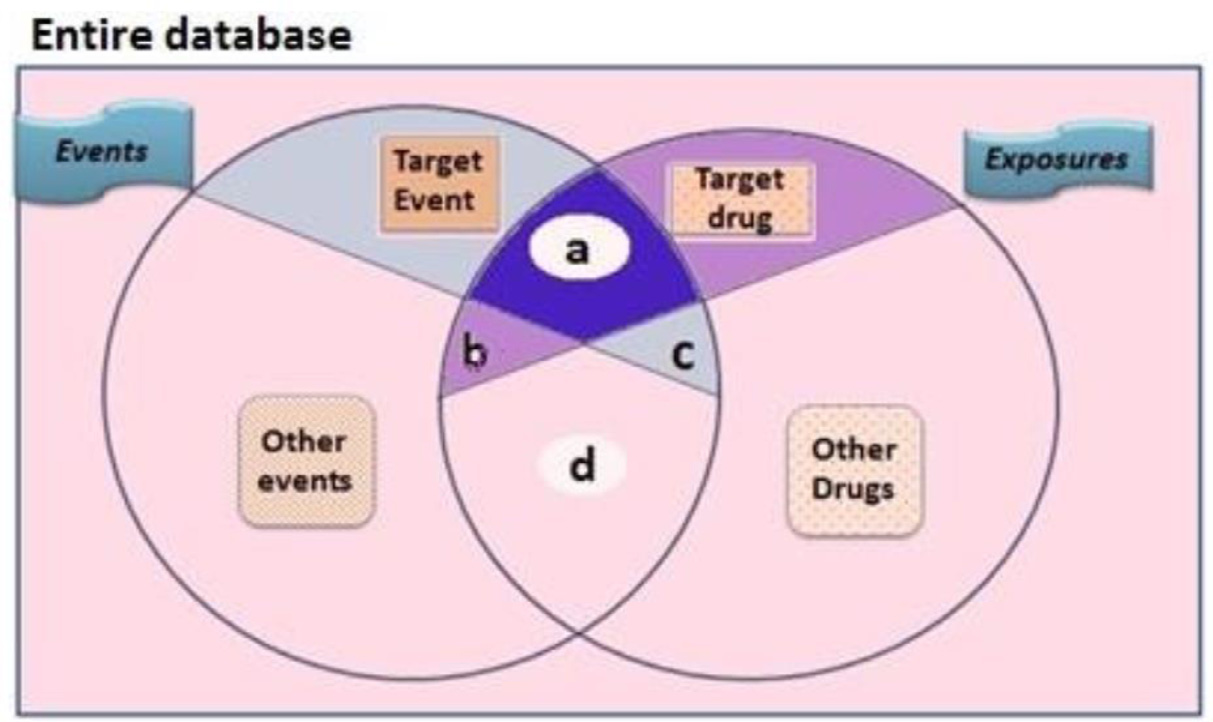 Entire database
Events
Target
Event
Target
drug
Exposures
a
b
c
Other
events
d
Other
Drugs